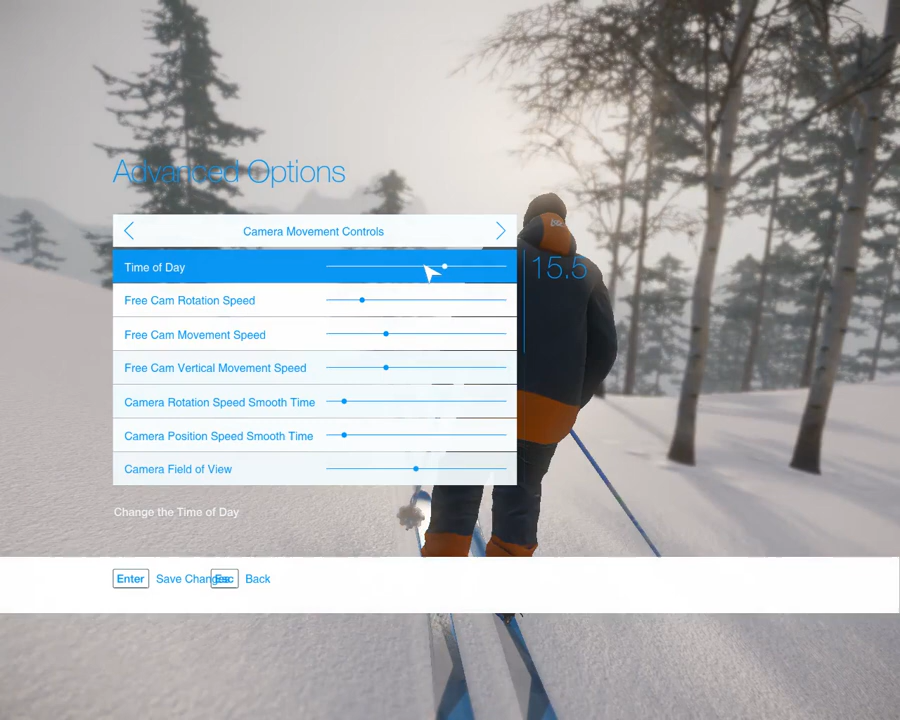 Advanced Options
Camera Movement Controls
Time of Day
15.5
Free Cam Rotation Speed
Free Cam Movement Speed
Free Cam Vertical Movement Speed
Camera Rotation Speed Smooth Time
Camera Position Speed Smooth Time
Camera Field of View
Change the Time of Day
Enter Save Changes Esc Back